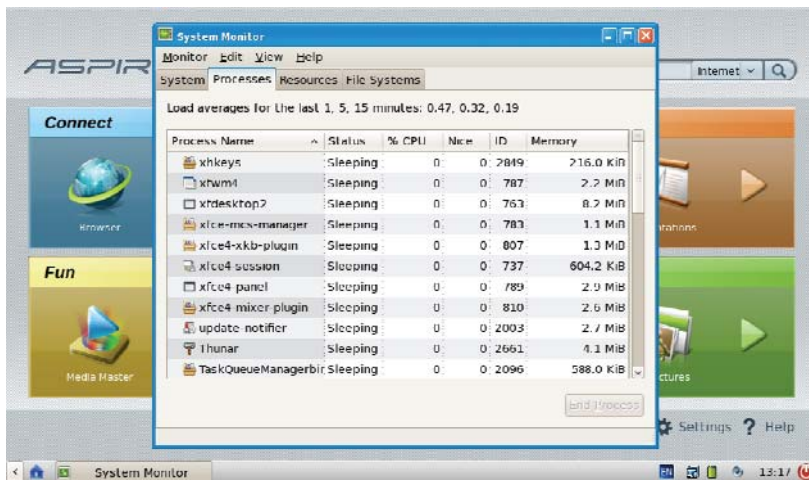 System Monitor
Monitor Edit View Help
System Processes Resources File Systems
Load averages for the last 1, 5, 15 minutes: 0.47, 0.32, 0.19
Process Name Status % CPU Nice ID Memory
xhkeys Sleeping 0 0 2849 216.0 KiB
xfwm4 Sleeping 0 0 787 2.2 MiB
xfdesktop2 Sleeping 0 0 763 8.2 MiB
xfce-mcs-manager Sleeping 0 0 783 1.1 MiB
xfce4-xkb-plugin Sleeping 0 0 807 1.3 MiB
xfce4-session Sleeping 0 0 737 604.2 KiB
xfce4-panel Sleeping 0 0 789 2.9 MiB
xfce4-mixer-plugin Sleeping 0 0 810 2.6 MiB
update-notifier Sleeping 0 0 2003 2.7 MiB
Thunar Sleeping 0 0 2661 4.1 MiB
TaskQueueManagerbir Sleeping 0 0 2096 588.0 KiB
End Process
ASPIR
Internet
Connect
Browser
tations
Fun
Media Master
ctures
Settings ? Help
System Monitor
EN
13:17